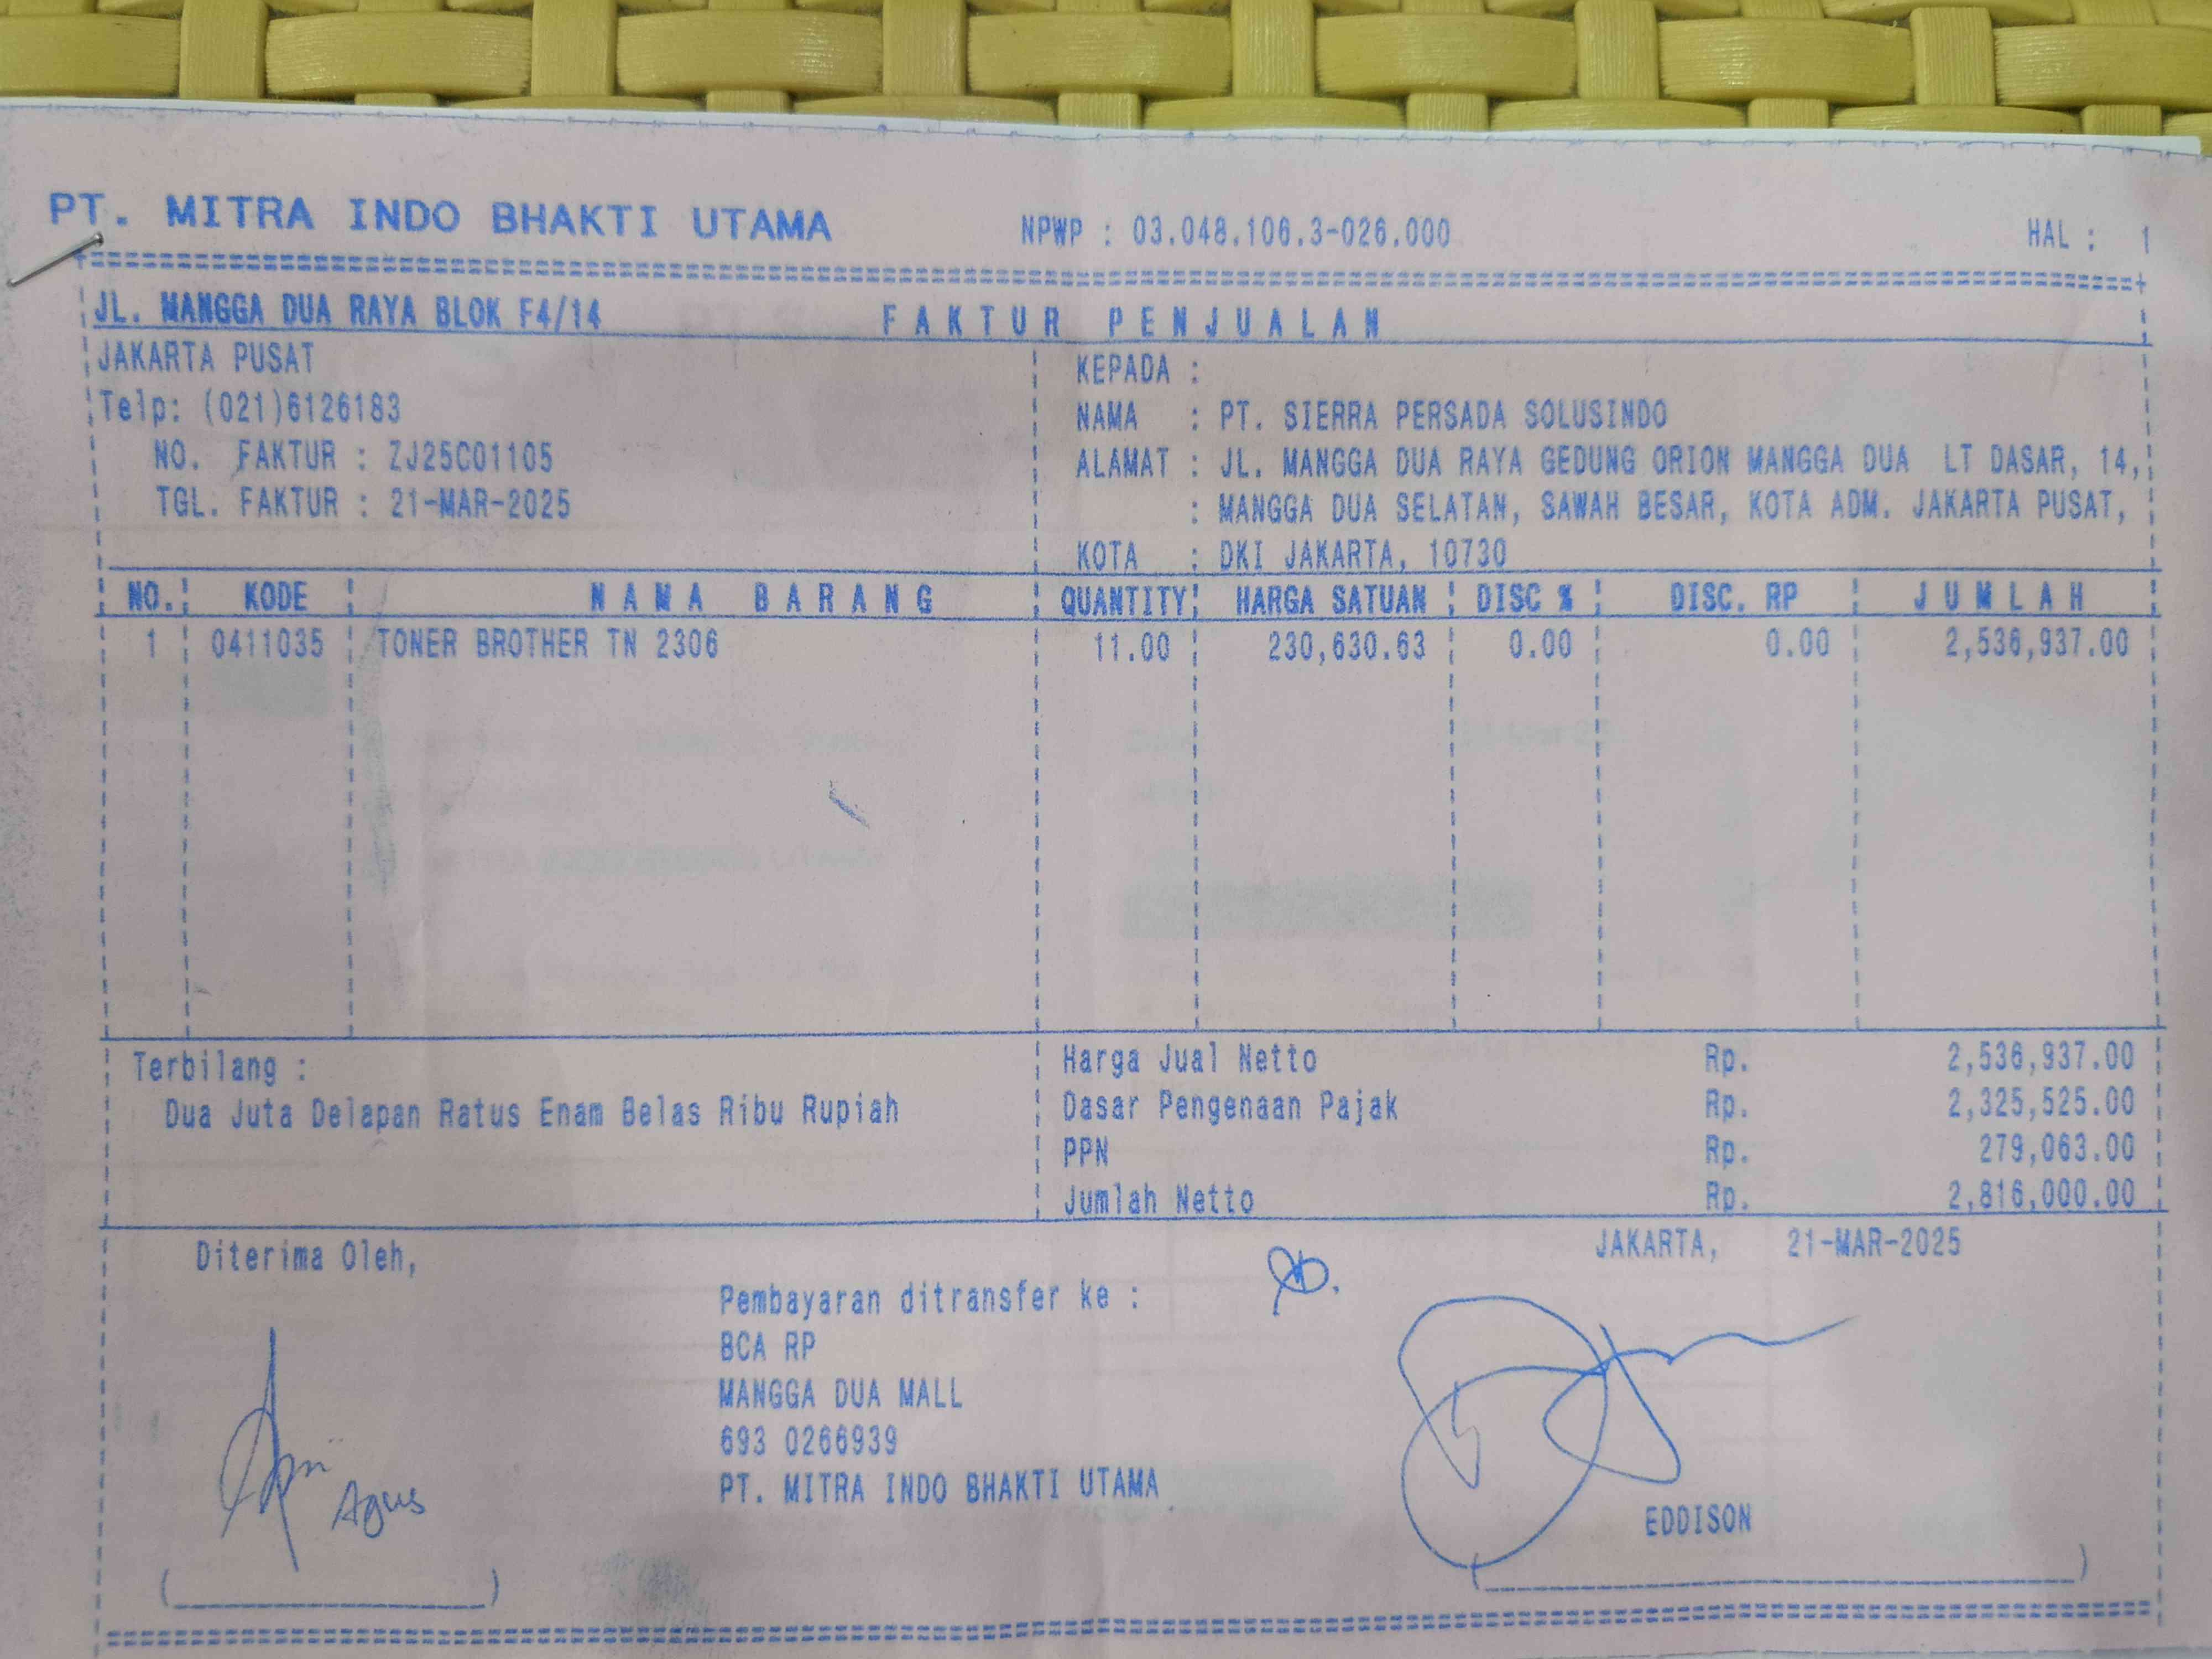 PT. MITRA INDO BHAKTI UTAMA NPWP : 03.048.106.3-026.000 HAL : 1
JL. MANGGA DUA RAYA BLOK F4/14 FAKTUR PENJUALAN
JAKARTA PUSAT
Telp: (021)6126183
NO. FAKTUR : ZJ25C01105
TGL. FAKTUR : 21-MAR-2025
KEPADA :
NAMA : PT. SIERRA PERSADA SOLUSINDO
ALAMAT : JL. MANGGA DUA RAYA GEDUNG ORION MANGGA DUA LT DASAR, 14,
: MANGGA DUA SELATAN, SAWAH BESAR, KOTA ADM. JAKARTA PUSAT,
KOTA : DKI JAKARTA, 10730
NO. KODE NAMA BARANG QUANTITY HARGA SATUAN DISC % DISC. RP JUMLAH
1 0411035 TONER BROTHER TN 2306 11.00 230,630.63 0.00 0.00 2,536,937.00
Terbilang :
Dua Juta Delapan Ratus Enam Belas Ribu Rupiah
Harga Jual Netto Rp. 2,536,937.00
Dasar Pengenaan Pajak Rp. 2,325,525.00
PPN Rp. 279,063.00
Jumlah Netto Rp. 2,816,000.00
JAKARTA, 21-MAR-2025
Diterima Oleh,
Agus
Pembayaran ditransfer ke :
BCA RP
MANGGA DUA MALL
693 0266939
PT. MITRA INDO BHAKTI UTAMA
EDDISON